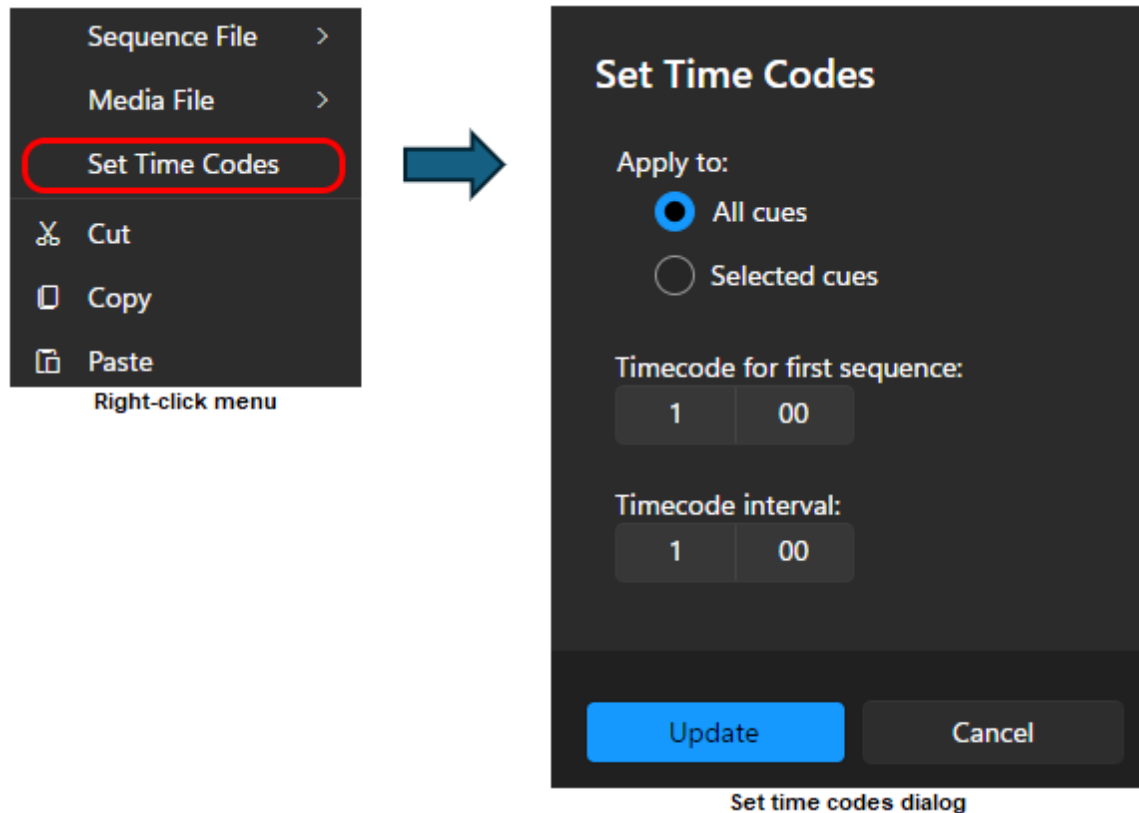 Sequence File
Media File
Set Time Codes
Cut
Copy
Paste
Right-click menu
Set Time Codes
Apply to:
All cues
Selected cues
Timecode for first sequence:
1 00
Timecode interval:
1 00
Update Cancel
Set time codes dialog